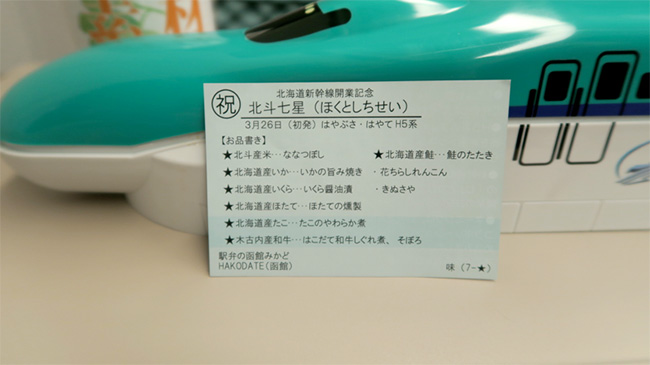 北海道新幹線開業記念
祝 北斗七星（ほくとしちせい）
3月26日（初発）はやぶさ・はやてH5系
【お品書き】
★北斗産米…ななつぼし ★北海道産鮭…鮭のたたき
★北海道産いか…いかの旨み焼き ・花ちらしれんこん
★北海道産いくら…いくら醤油漬 ・きぬさや
★北海道産ほたて…ほたての燻製
★北海道産たこ…たこのやわらか煮
★木古内産和牛…はこだて和牛しぐれ煮、そぼろ
駅弁の函館みかど
HAKODATE（函館） 味（7-★）